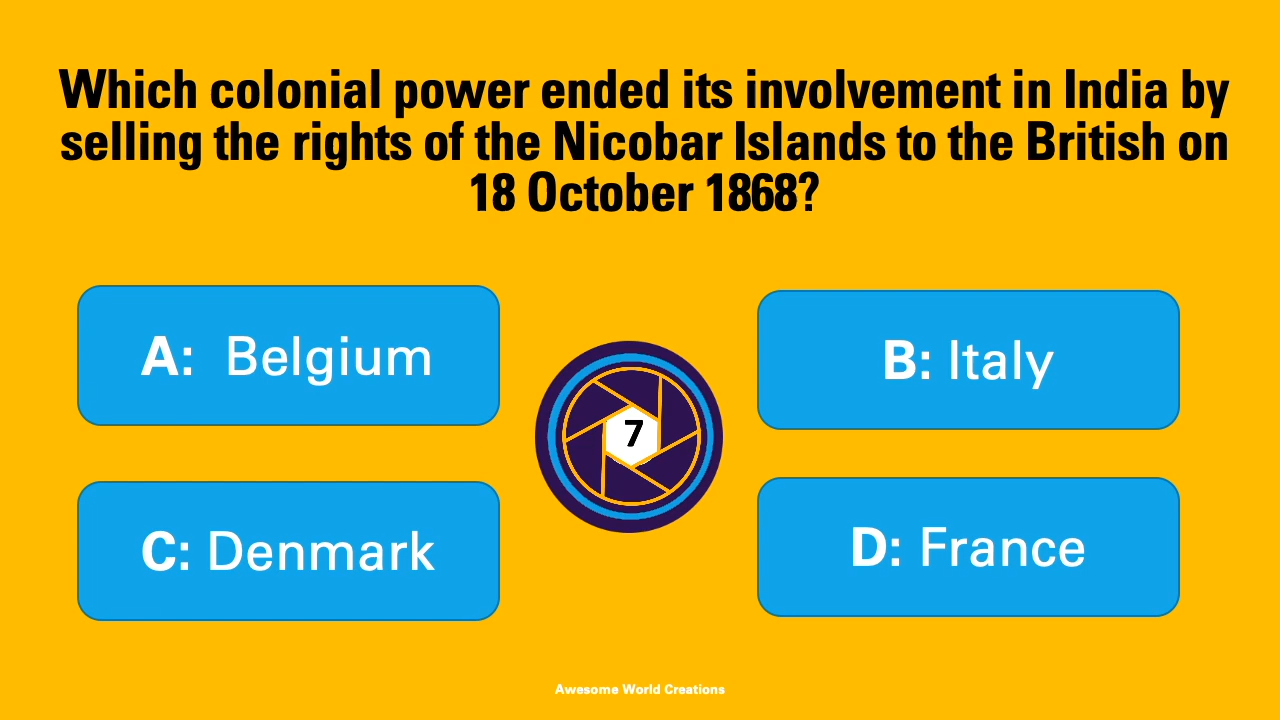 Which colonial power ended its involvement in India by
selling the rights of the Nicobar Islands to the British on
18 October 1868?
A: Belgium
B: Italy
7
C: Denmark
D: France
Awesome World Creations